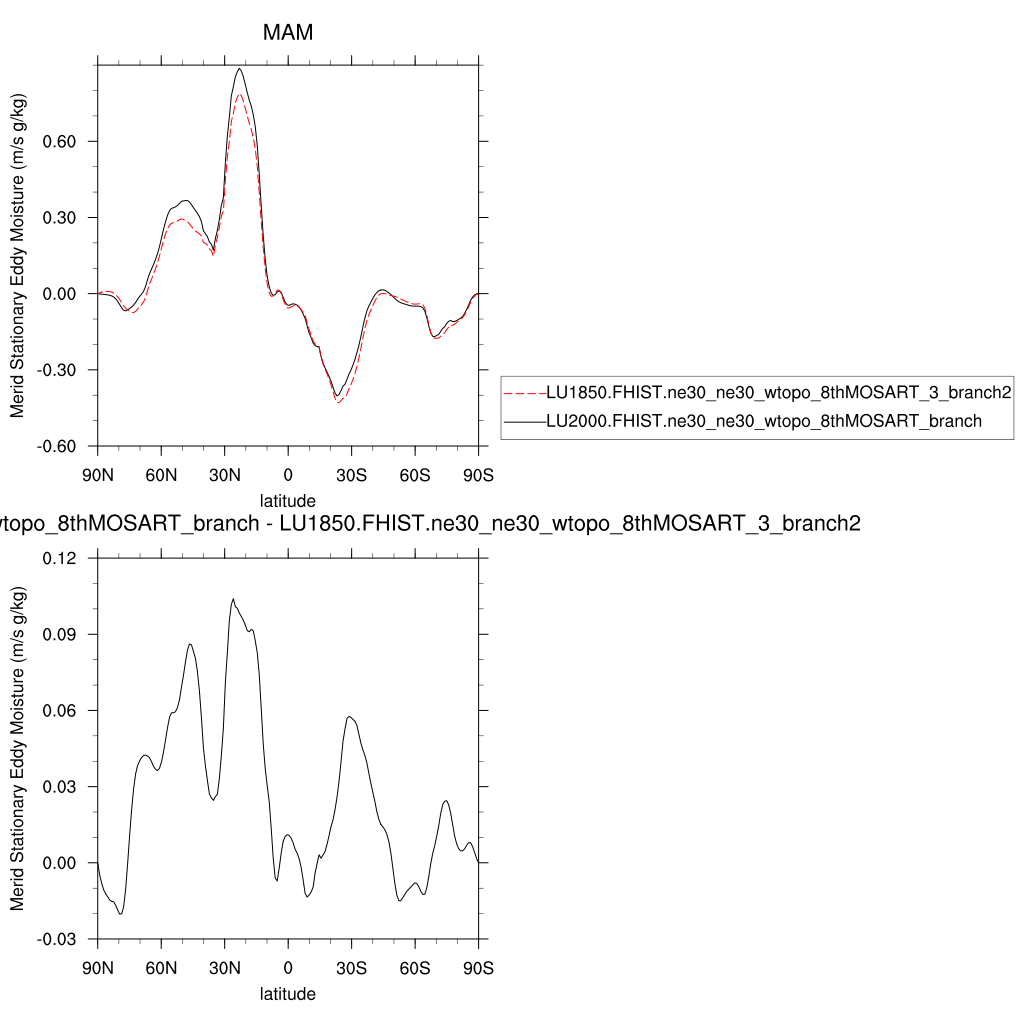 MAM
Merid Stationary Eddy Moisture (m/s g/kg)
0.60
0.30
0.00
-0.30
-0.60
90N 60N 30N 0 30S 60S 90S
latitude
LU1850.FHIST.ne30_ne30_wtopo_8thMOSART_3_branch2
LU2000.FHIST.ne30_ne30_wtopo_8thMOSART_branch
topo_8thMOSART_branch - LU1850.FHIST.ne30_ne30_wtopo_8thMOSART_3_branch2
Merid Stationary Eddy Moisture (m/s g/kg)
0.12
0.09
0.06
0.03
0.00
-0.03
90N 60N 30N 0 30S 60S 90S
latitude